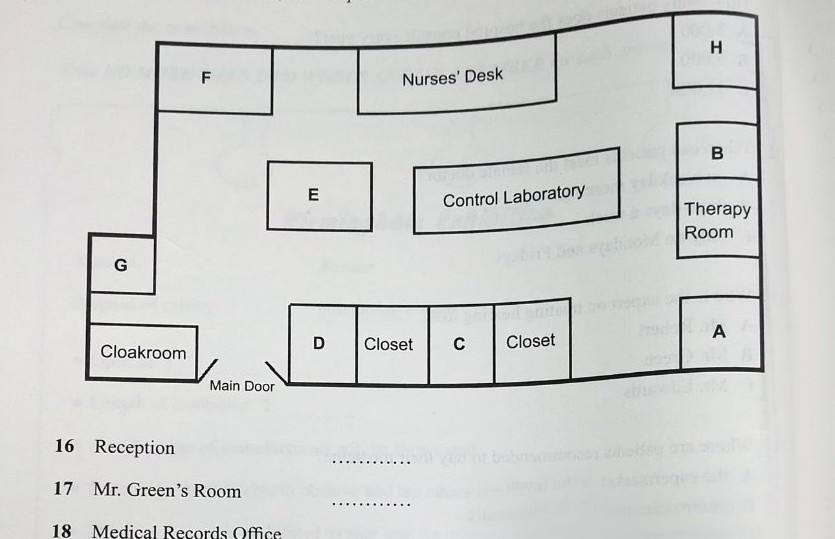 H
F
Nurses' Desk
B
E
Control Laboratory
Therapy
Room
G
A
D
Closet
C
Closet
Cloakroom
Main Door
16 Reception ............
17 Mr. Green's Room ............
18 Medical Records Office